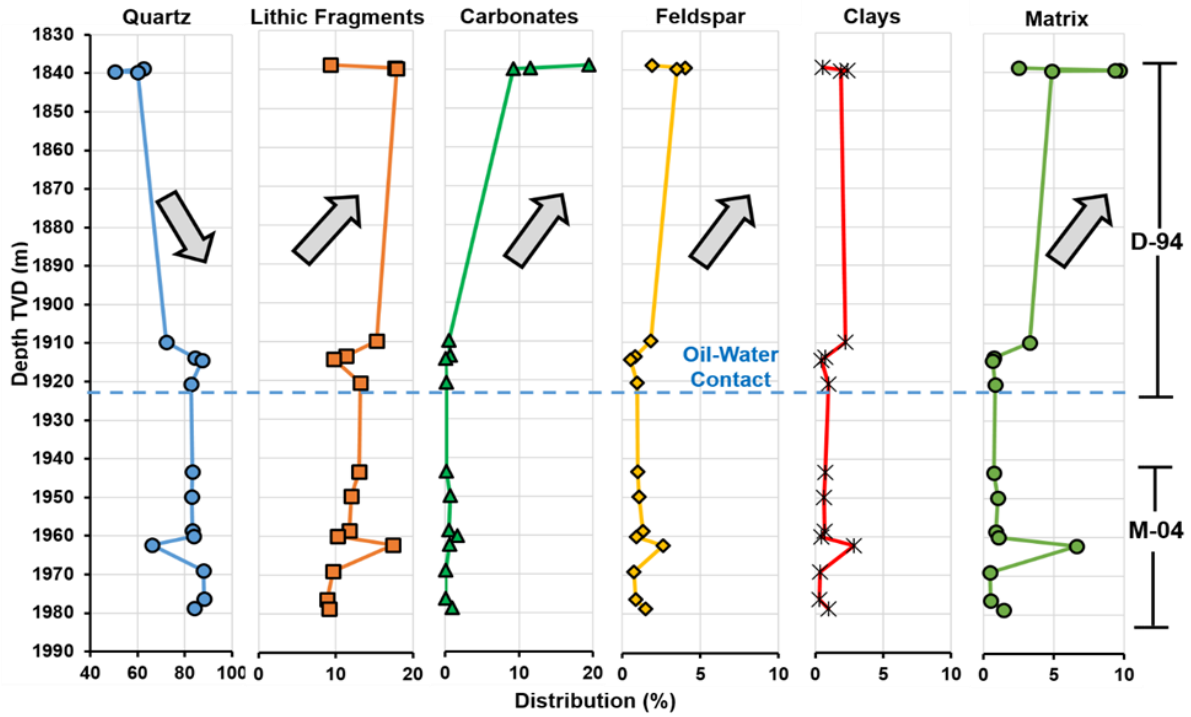 Quartz Lithic Fragments Carbonates Feldspar Clays Matrix
1830
1840
1850
1860
1870
1880
1890
1900
1910
1920
1930
1940
1950
1960
1970
1980
1990
Depth TVD (m)
Oil-Water
Contact
D-94
M-04
40 60 80 100 0 10 20 0 10 20 0 5 10 0 5 10 0 5 10
Distribution (%)